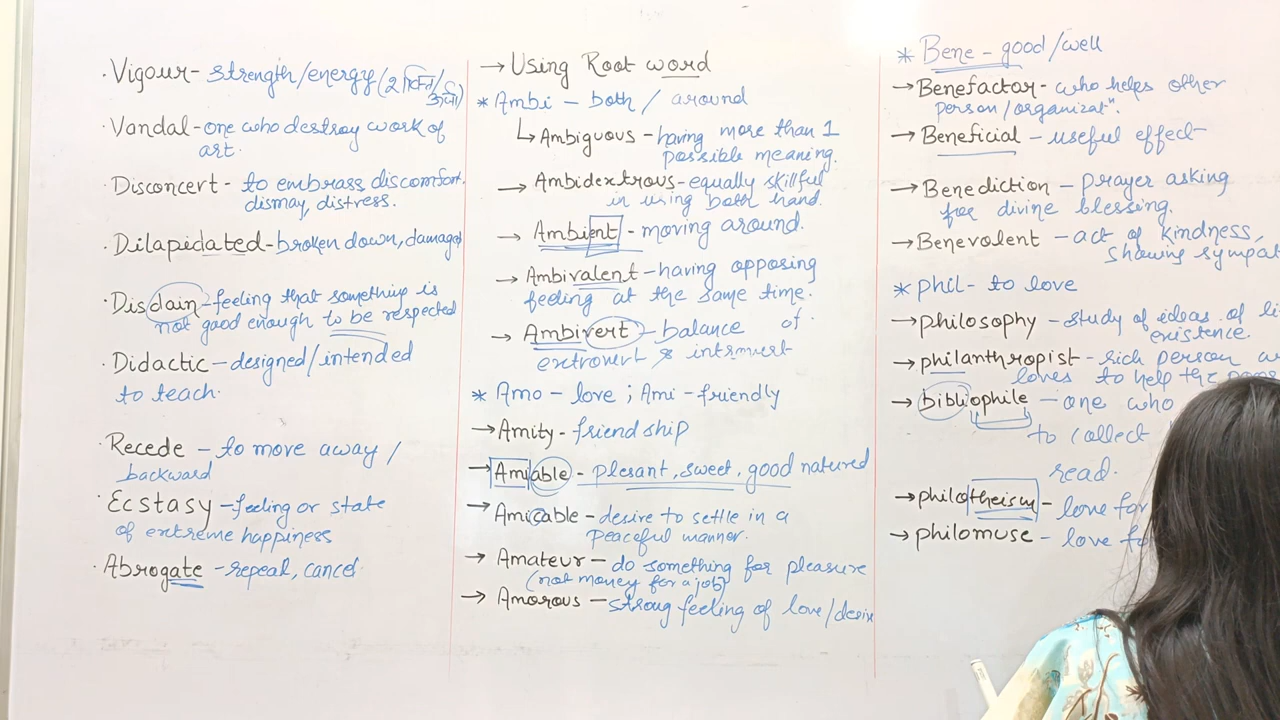 · Vigour - strength/energy (
· Vandal - one who destroy work of
art.
Disconcert - to embrass discomfort.
dismay, distress.
Dilapidated - broken down, damaged
· Disdain - feeling that something is
not good enough to be respected
· Didactic - designed/intended
to teach.
· Recede - to move away /
backward
· Ecstasy - feeling or state
of extreme happiness
· Abrogate - repeal, cancel
→ Using Root word
* Ambi - both / around
↳ Ambiguous - having more than 1
possible meaning.
→ Ambidextrous - equally skillful
in using both hand.
→ Ambient - moving around.
→ Ambivalent - having opposing
feeling at the same time.
→ Ambivert - balance of
extrovert & introvert
* Amo - love ; Ami - friendly
→ Amity - friendship
→ Amiable - plesant, sweet, good natured
→ Amicable - desire to settle in a
peaceful manner.
→ Amateur - do something for pleasure
(not money for a job)
→ Amorous - strong feeling of love/desire
* Bene - good/well
→ Benefactor - who helps other
person/organizatⁿ.
→ Beneficial - useful effect
→ Benediction - prayer asking
for divine blessing.
→ Benevolent - act of kindness,
showing sympat
* phil - to love
→ philosophy - study of ideas of li
existence.
→ philanthropist - rich person
loves to help the
→ bibliophile - one who
to collect
read.
→ philotheism - love for
→ philomuse - love